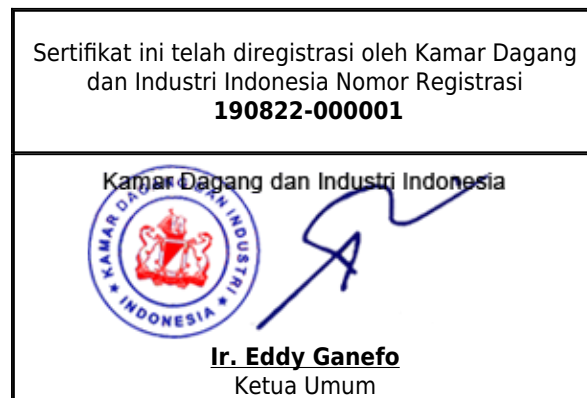 Sertifikat ini telah diregistrasi oleh Kamar Dagang
dan Industri Indonesia Nomor Registrasi
190822-000001
Kamar Dagang dan Industri Indonesia
KAMAR DAGANG DAN INDUSTRI
INDONESIA
Ir. Eddy Ganefo
Ketua Umum